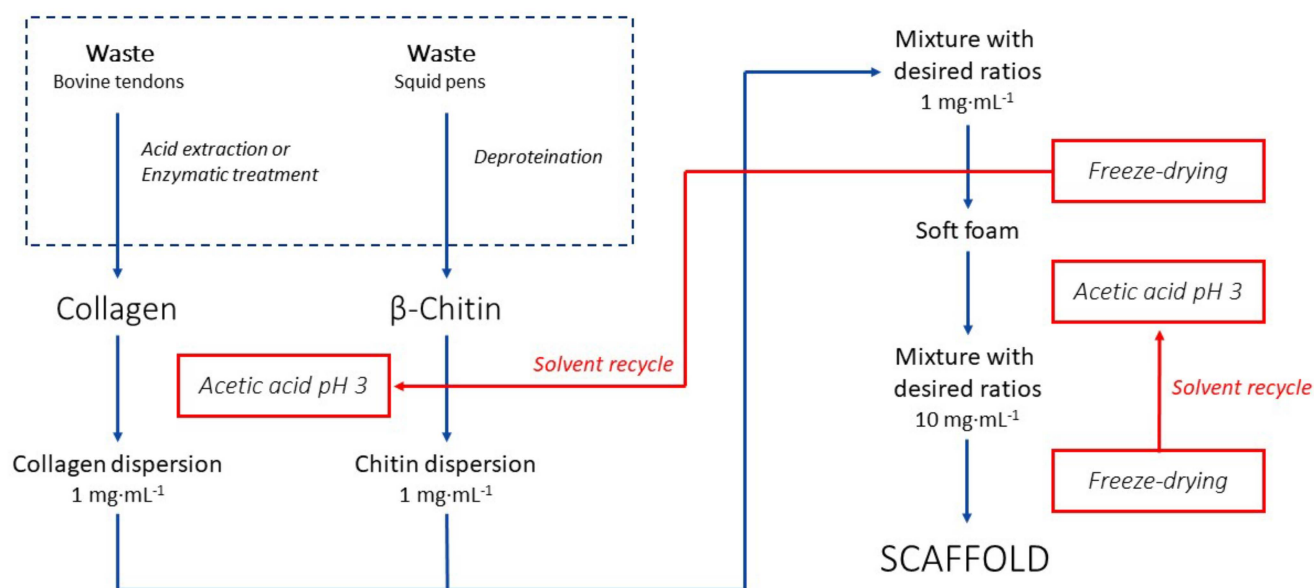 Waste
Bovine tendons
Acid extraction or
Enzymatic treatment
Collagen
Waste
Squid pens
Deproteination
β-Chitin
Acetic acid pH 3
Solvent recycle
Collagen dispersion
1 mg·mL⁻¹
Chitin dispersion
1 mg·mL⁻¹
Mixture with
desired ratios
1 mg·mL⁻¹
Freeze-drying
Soft foam
Acetic acid pH 3
Mixture with
desired ratios
10 mg·mL⁻¹
Solvent recycle
Freeze-drying
SCAFFOLD